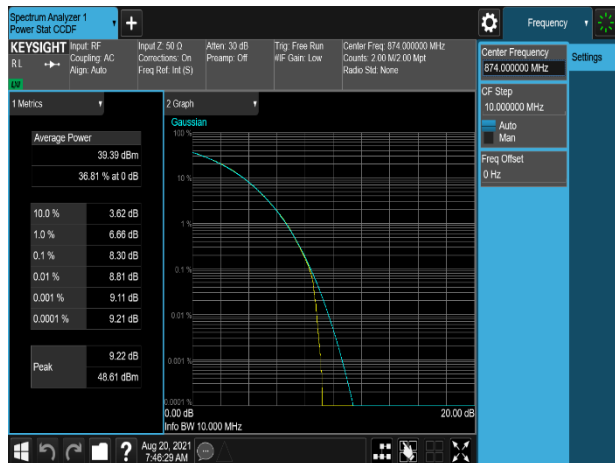 Spectrum Analyzer 1
Power Stat CCDF
+
Frequency
KEYSIGHT
RL
Input: RF
Coupling: AC
Align: Auto
Input Z: 50 Ω
Corrections: On
Freq Ref: Int (S)
Atten: 30 dB
Preamp: Off
Trig: Free Run
#IF Gain: Low
Center Freq: 874.000000 MHz
Counts: 2.00 M/2.00 Mpt
Radio Std: None
Center Frequency
874.000000 MHz
Settings
CF Step
10.000000 MHz
Auto
Man
Freq Offset
0 Hz
1 Metrics
Average Power
39.39 dBm
36.81 % at 0 dB
10.0 % 3.62 dB
1.0 % 6.66 dB
0.1 % 8.30 dB
0.01 % 8.81 dB
0.001 % 9.11 dB
0.0001 % 9.21 dB
Peak
9.22 dB
48.61 dBm
2 Graph
Gaussian
100 %
10 %
1 %
0.1 %
0.01 %
0.001 %
0.0001 %
0.00 dB 20.00 dB
Info BW 10.000 MHz
?
Aug 20, 2021
7:46:29 AM